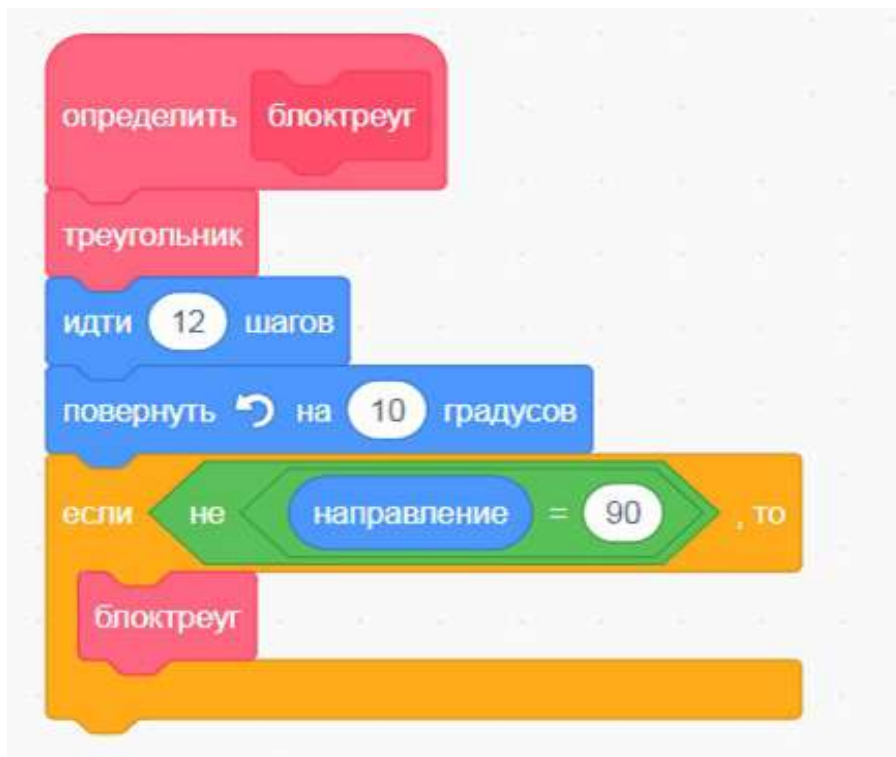 определить блоктреуг
треугольник
идти 12 шагов
повернуть на 10 градусов
если не направление = 90 , то
блоктреуг